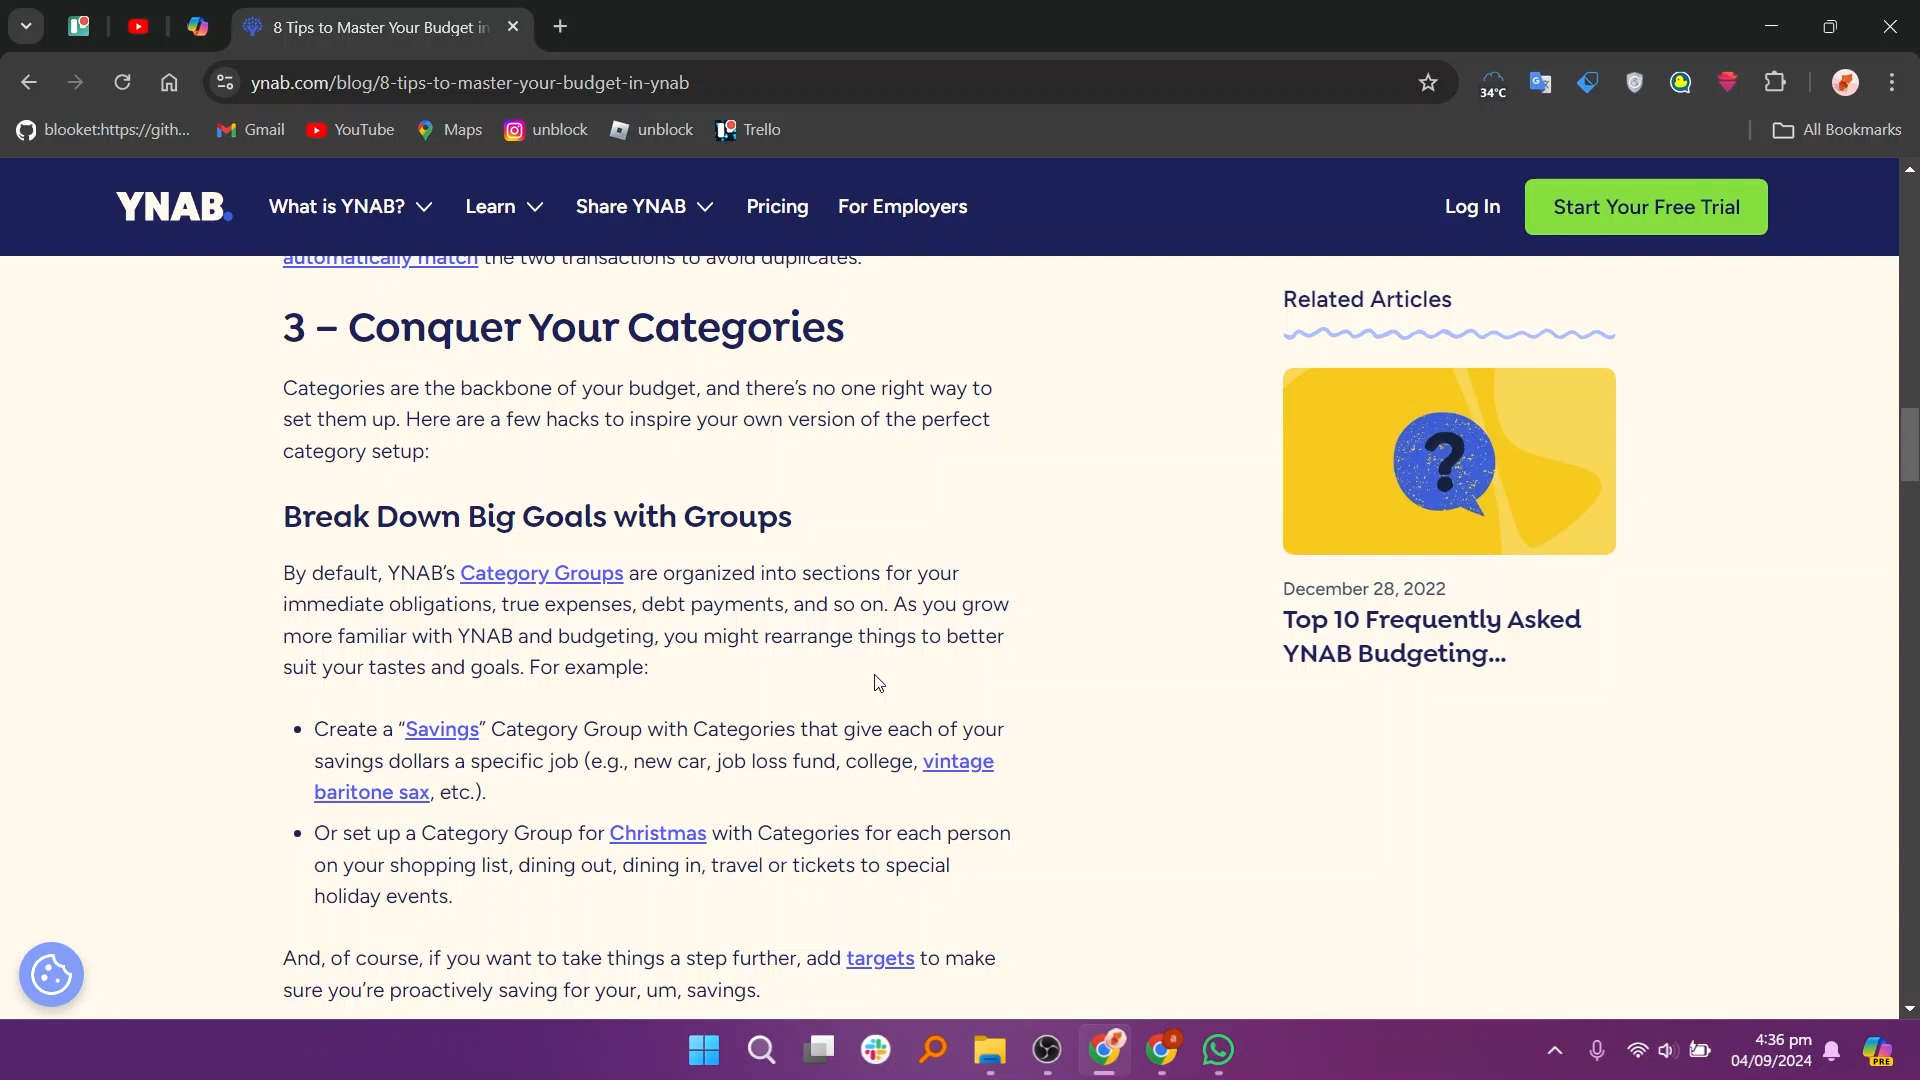 8 Tips to Master Your Budget in
ynab.com/blog/8-tips-to-master-your-budget-in-ynab
34°C
blooket:https://gith...
Gmail
YouTube
Maps
unblock
unblock
Trello
All Bookmarks
YNAB.
What is YNAB?
Learn
Share YNAB
Pricing
For Employers
Log In
Start Your Free Trial
automatically match the two transactions to avoid duplicates.
3 – Conquer Your Categories
Categories are the backbone of your budget, and there's no one right way to
set them up. Here are a few hacks to inspire your own version of the perfect
category setup:
Break Down Big Goals with Groups
By default, YNAB's Category Groups are organized into sections for your
immediate obligations, true expenses, debt payments, and so on. As you grow
more familiar with YNAB and budgeting, you might rearrange things to better
suit your tastes and goals. For example:
Create a “Savings” Category Group with Categories that give each of your
savings dollars a specific job (e.g., new car, job loss fund, college, vintage
baritone sax, etc.).
Or set up a Category Group for Christmas with Categories for each person
on your shopping list, dining out, dining in, travel or tickets to special
holiday events.
And, of course, if you want to take things a step further, add targets to make
sure you're proactively saving for your, um, savings.
Related Articles
?
December 28, 2022
Top 10 Frequently Asked
YNAB Budgeting...
4:36 pm
04/09/2024
PRE